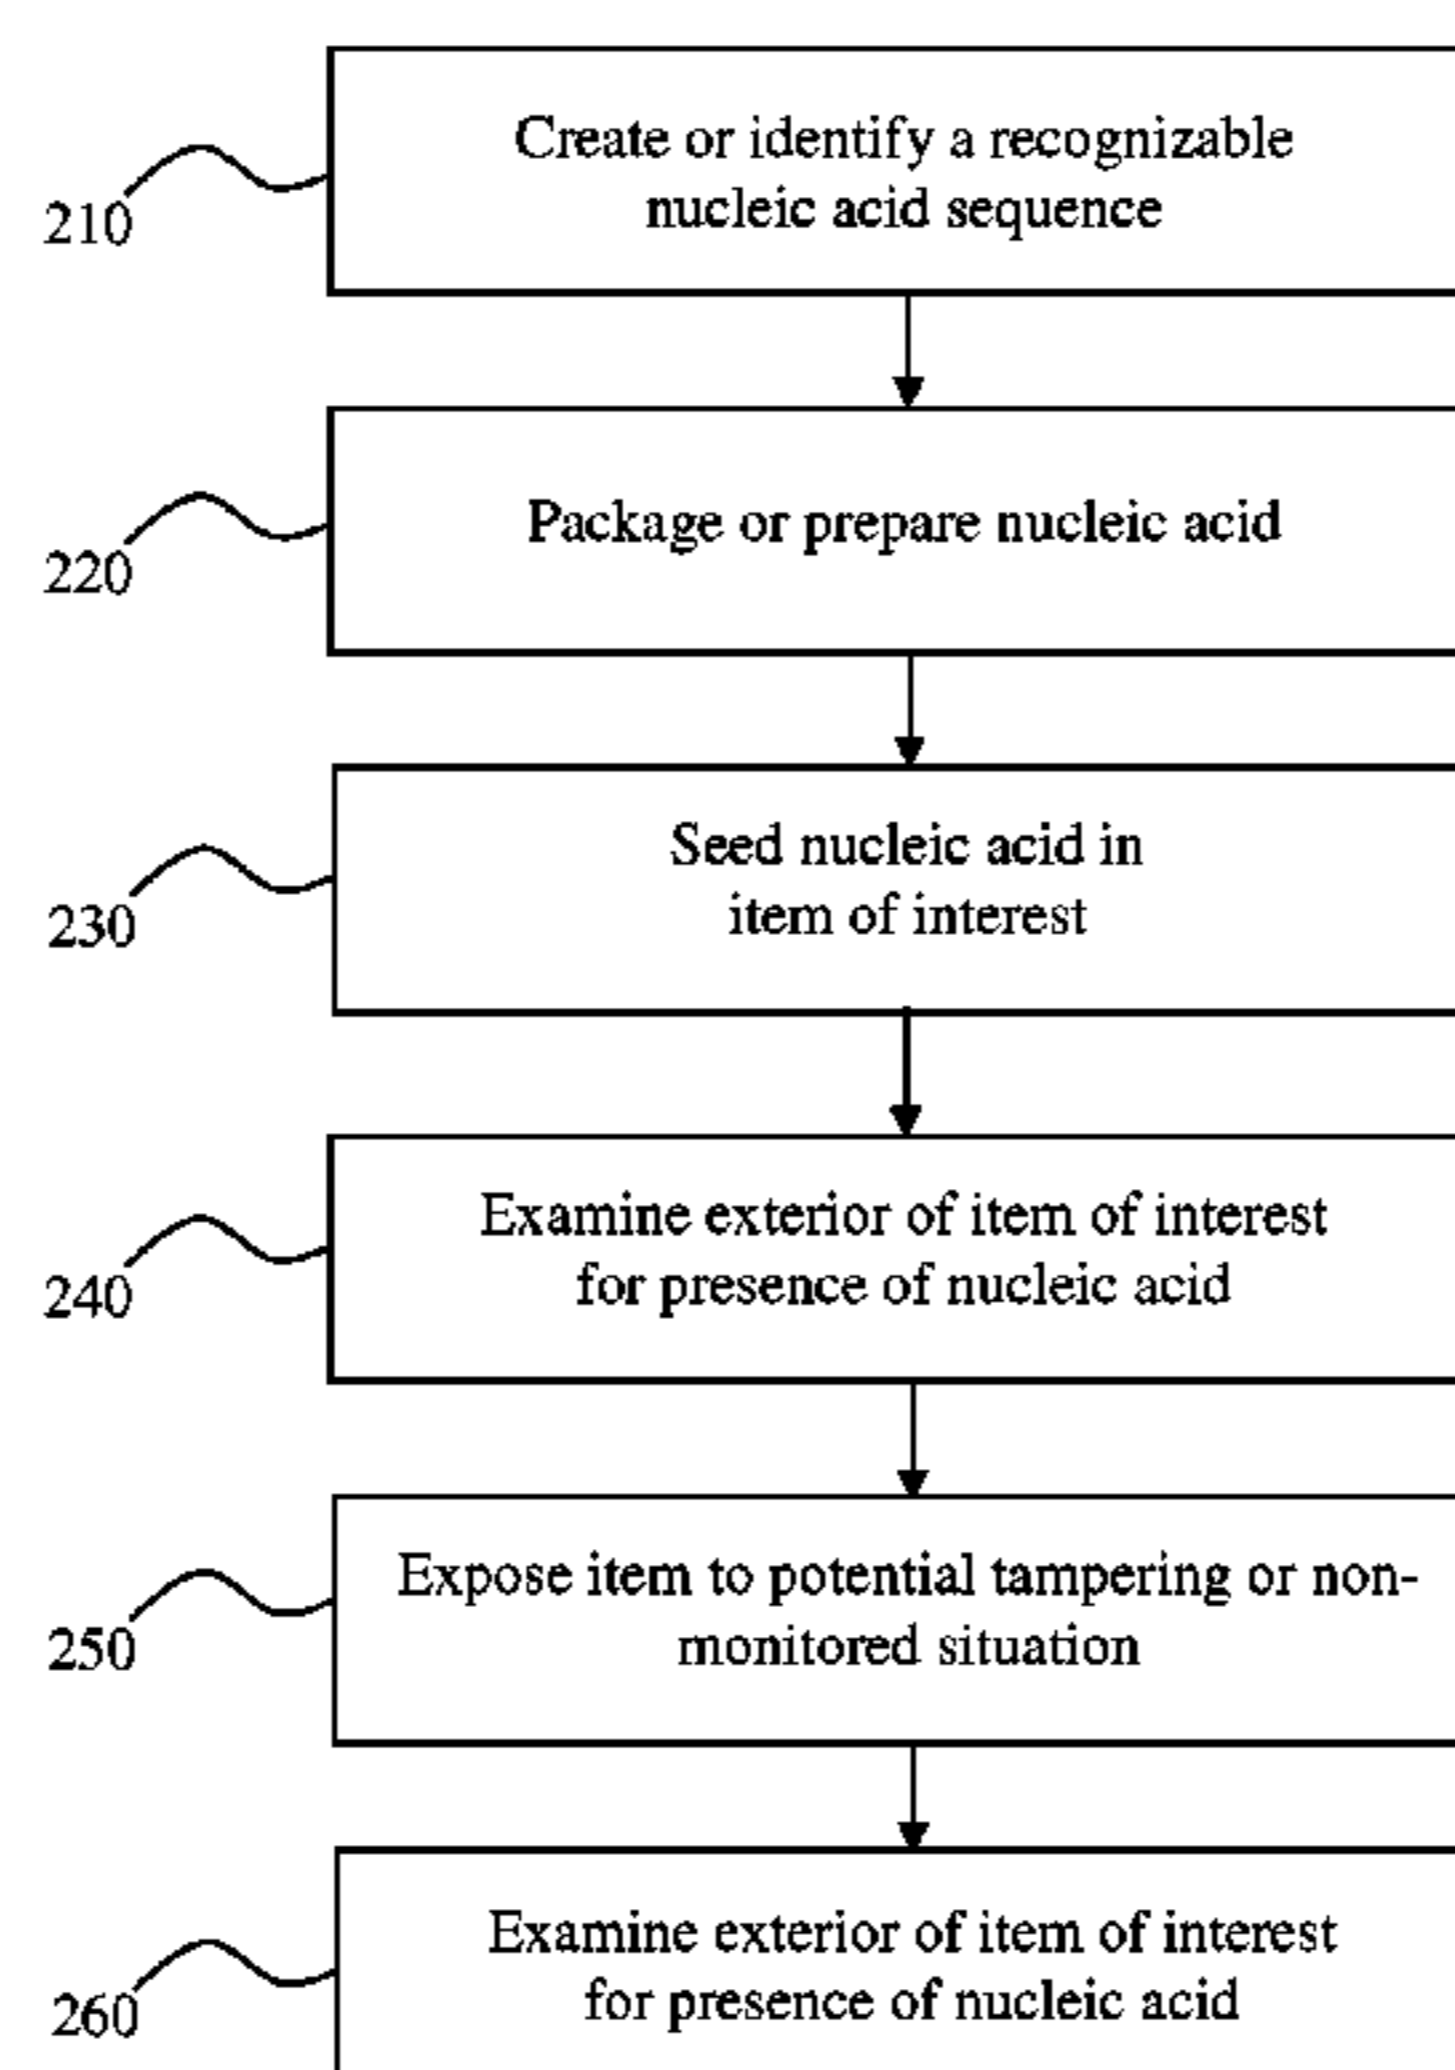 Create or identify a recognizable
nucleic acid sequence
210
Package or prepare nucleic acid
220
Seed nucleic acid in
item of interest
230
Examine exterior of item of interest
for presence of nucleic acid
240
Expose item to potential tampering or non-
monitored situation
250
Examine exterior of item of interest
for presence of nucleic acid
260